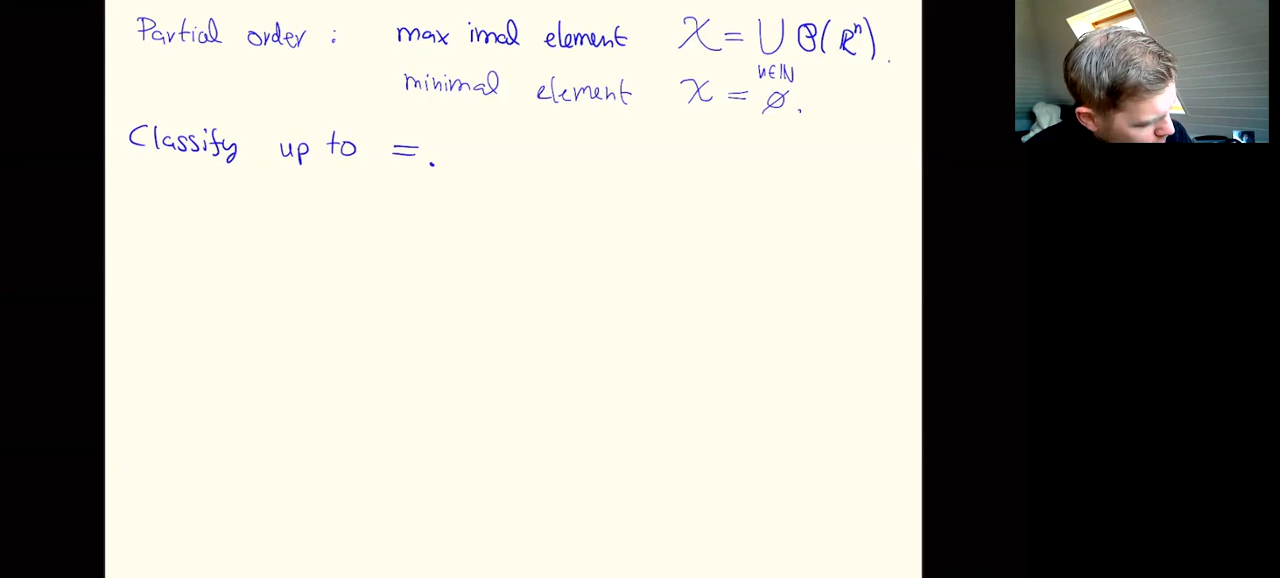 Partial order : maximal element 𝒳 = ⋃ 𝒫(ℝⁿ).
n∈ℕ
minimal element 𝒳 = ∅.
Classify up to =.